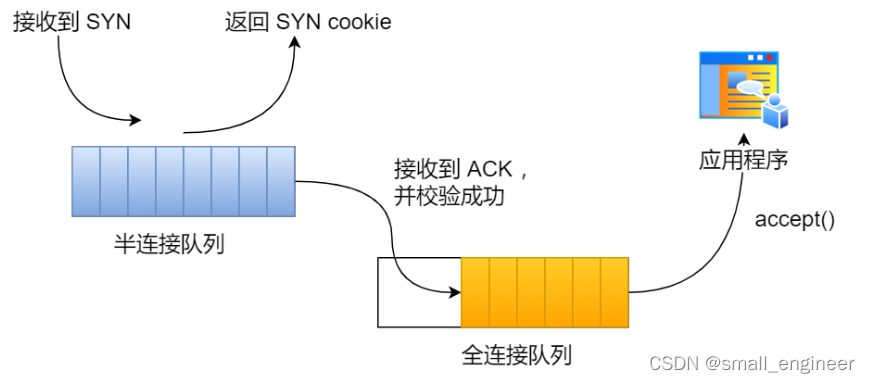 接收到 SYN
返回 SYN cookie
接收到 ACK，
并校验成功
应用程序
accept()
半连接队列
全连接队列
CSDN @small_engineer